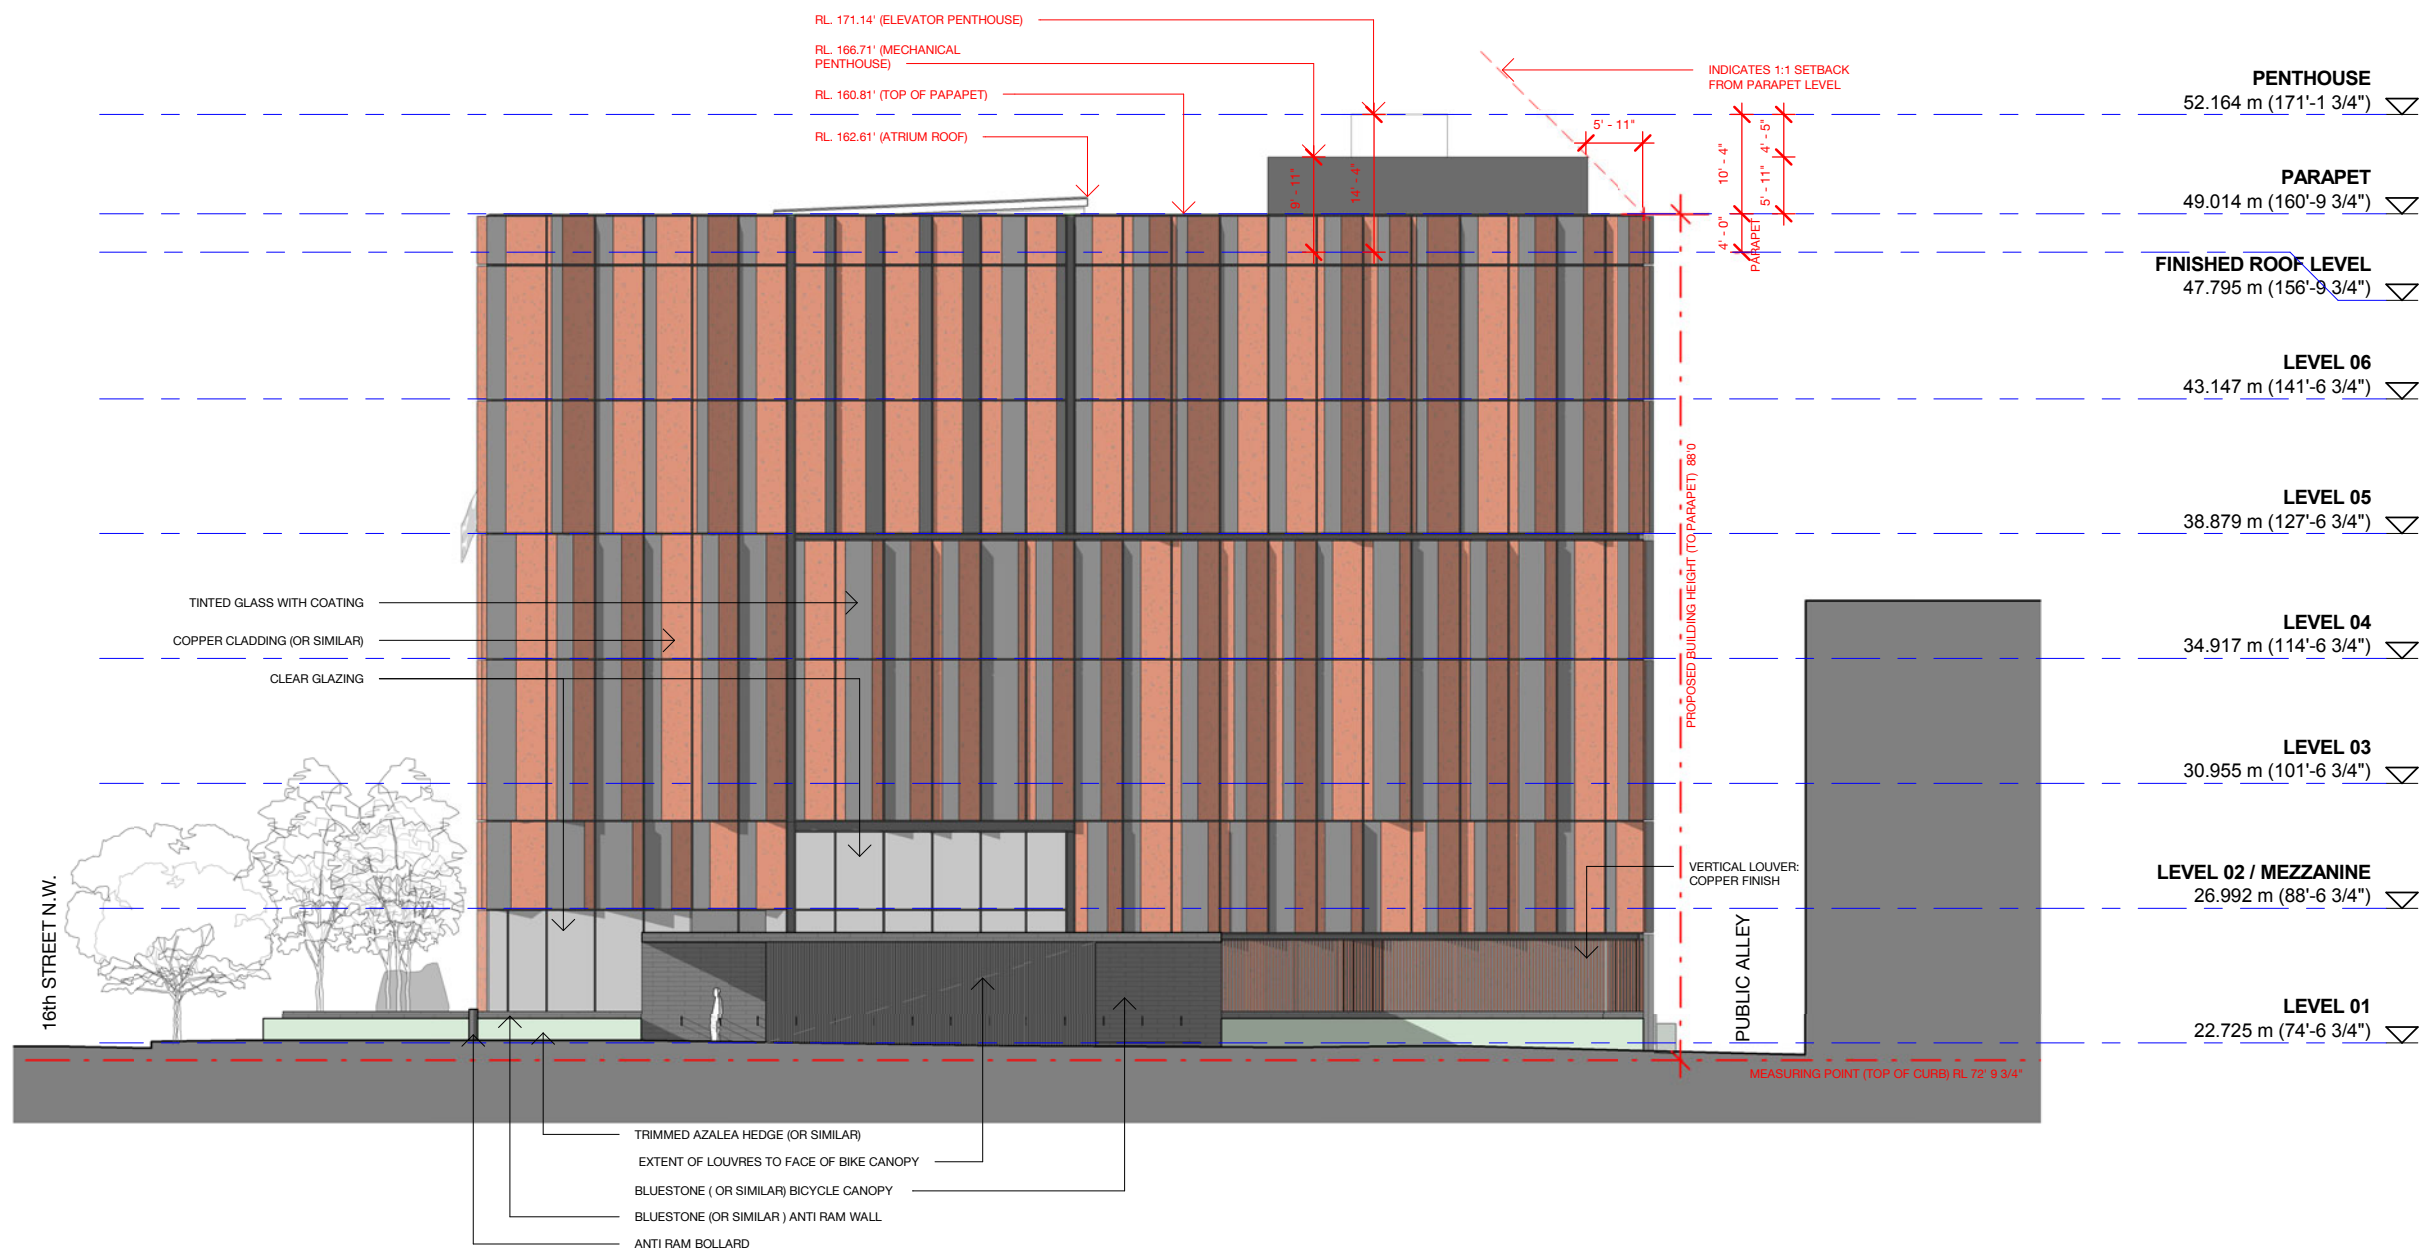 RL. 171.14' (ELEVATOR PENTHOUSE)
RL. 166.71' (MECHANICAL
PENTHOUSE)
RL. 160.81' (TOP OF PAPAPET)
RL. 162.61' (ATRIUM ROOF)
INDICATES 1:1 SETBACK
FROM PARAPET LEVEL
5' - 11"
9' - 11"
14' - 4"
10' - 4"
4' - 5"
5' - 11"
4' - 0"
PARAPET
PENTHOUSE
52.164 m (171'-1 3/4")
PARAPET
49.014 m (160'-9 3/4")
FINISHED ROOF LEVEL
47.795 m (156'-9 3/4")
LEVEL 06
43.147 m (141'-6 3/4")
LEVEL 05
38.879 m (127'-6 3/4")
LEVEL 04
34.917 m (114'-6 3/4")
LEVEL 03
30.955 m (101'-6 3/4")
LEVEL 02 / MEZZANINE
26.992 m (88'-6 3/4")
LEVEL 01
22.725 m (74'-6 3/4")
PROPOSED BUILDING HEIGHT (TO PARAPET) 88'0
TINTED GLASS WITH COATING
COPPER CLADDING (OR SIMILAR)
CLEAR GLAZING
VERTICAL LOUVER:
COPPER FINISH
16th STREET N.W.
PUBLIC ALLEY
MEASURING POINT (TOP OF CURB) RL 72' 9 3/4"
TRIMMED AZALEA HEDGE (OR SIMILAR)
EXTENT OF LOUVRES TO FACE OF BIKE CANOPY
BLUESTONE ( OR SIMILAR) BICYCLE CANOPY
BLUESTONE (OR SIMILAR ) ANTI RAM WALL
ANTI RAM BOLLARD